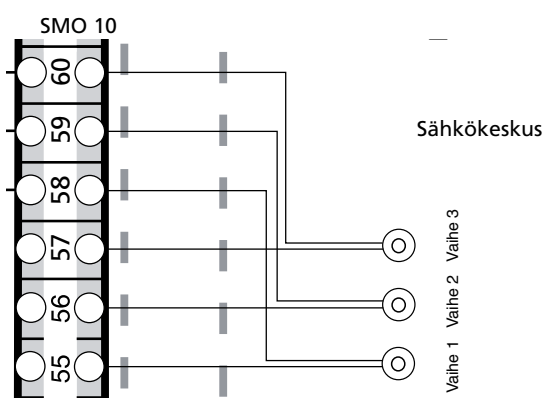 SMO 10
60
59
Sähkökeskus
58
57
Vaihe 3
56
Vaihe 2
55
Vaihe 1